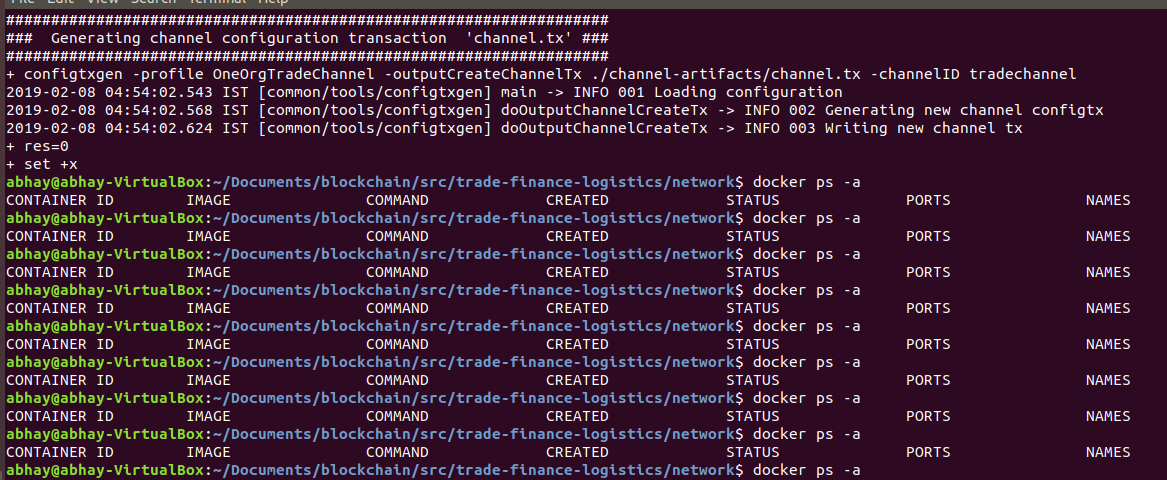 File Edit View Search Terminal Help
###################################################################
###  Generating channel configuration transaction  'channel.tx' ###
###################################################################
+ configtxgen -profile OneOrgTradeChannel -outputCreateChannelTx ./channel-artifacts/channel.tx -channelID tradechannel
2019-02-08 04:54:02.543 IST [common/tools/configtxgen] main -> INFO 001 Loading configuration
2019-02-08 04:54:02.568 IST [common/tools/configtxgen] doOutputChannelCreateTx -> INFO 002 Generating new channel configtx
2019-02-08 04:54:02.624 IST [common/tools/configtxgen] doOutputChannelCreateTx -> INFO 003 Writing new channel tx
+ res=0
+ set +x
abhay@abhay-VirtualBox:~/Documents/blockchain/src/trade-finance-logistics/network$ docker ps -a
CONTAINER ID        IMAGE               COMMAND             CREATED             STATUS              PORTS               NAMES
abhay@abhay-VirtualBox:~/Documents/blockchain/src/trade-finance-logistics/network$ docker ps -a
CONTAINER ID        IMAGE               COMMAND             CREATED             STATUS              PORTS               NAMES
abhay@abhay-VirtualBox:~/Documents/blockchain/src/trade-finance-logistics/network$ docker ps -a
CONTAINER ID        IMAGE               COMMAND             CREATED             STATUS              PORTS               NAMES
abhay@abhay-VirtualBox:~/Documents/blockchain/src/trade-finance-logistics/network$ docker ps -a
CONTAINER ID        IMAGE               COMMAND             CREATED             STATUS              PORTS               NAMES
abhay@abhay-VirtualBox:~/Documents/blockchain/src/trade-finance-logistics/network$ docker ps -a
CONTAINER ID        IMAGE               COMMAND             CREATED             STATUS              PORTS               NAMES
abhay@abhay-VirtualBox:~/Documents/blockchain/src/trade-finance-logistics/network$ docker ps -a
CONTAINER ID        IMAGE               COMMAND             CREATED             STATUS              PORTS               NAMES
abhay@abhay-VirtualBox:~/Documents/blockchain/src/trade-finance-logistics/network$ docker ps -a
CONTAINER ID        IMAGE               COMMAND             CREATED             STATUS              PORTS               NAMES
abhay@abhay-VirtualBox:~/Documents/blockchain/src/trade-finance-logistics/network$ docker ps -a
CONTAINER ID        IMAGE               COMMAND             CREATED             STATUS              PORTS               NAMES
abhay@abhay-VirtualBox:~/Documents/blockchain/src/trade-finance-logistics/network$ docker ps -a